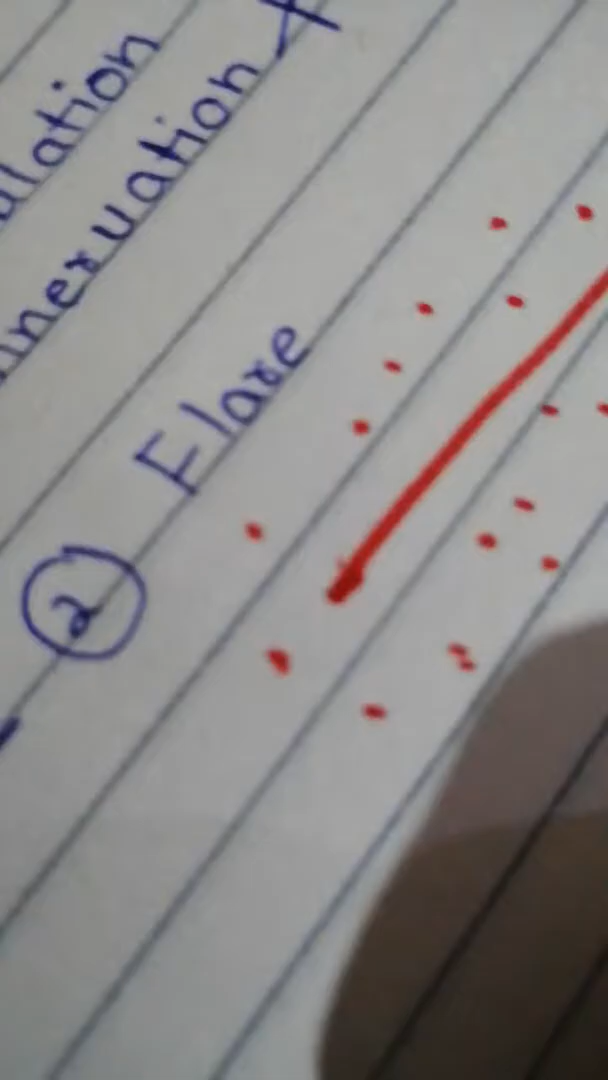 ulation
innervation X
② Flare